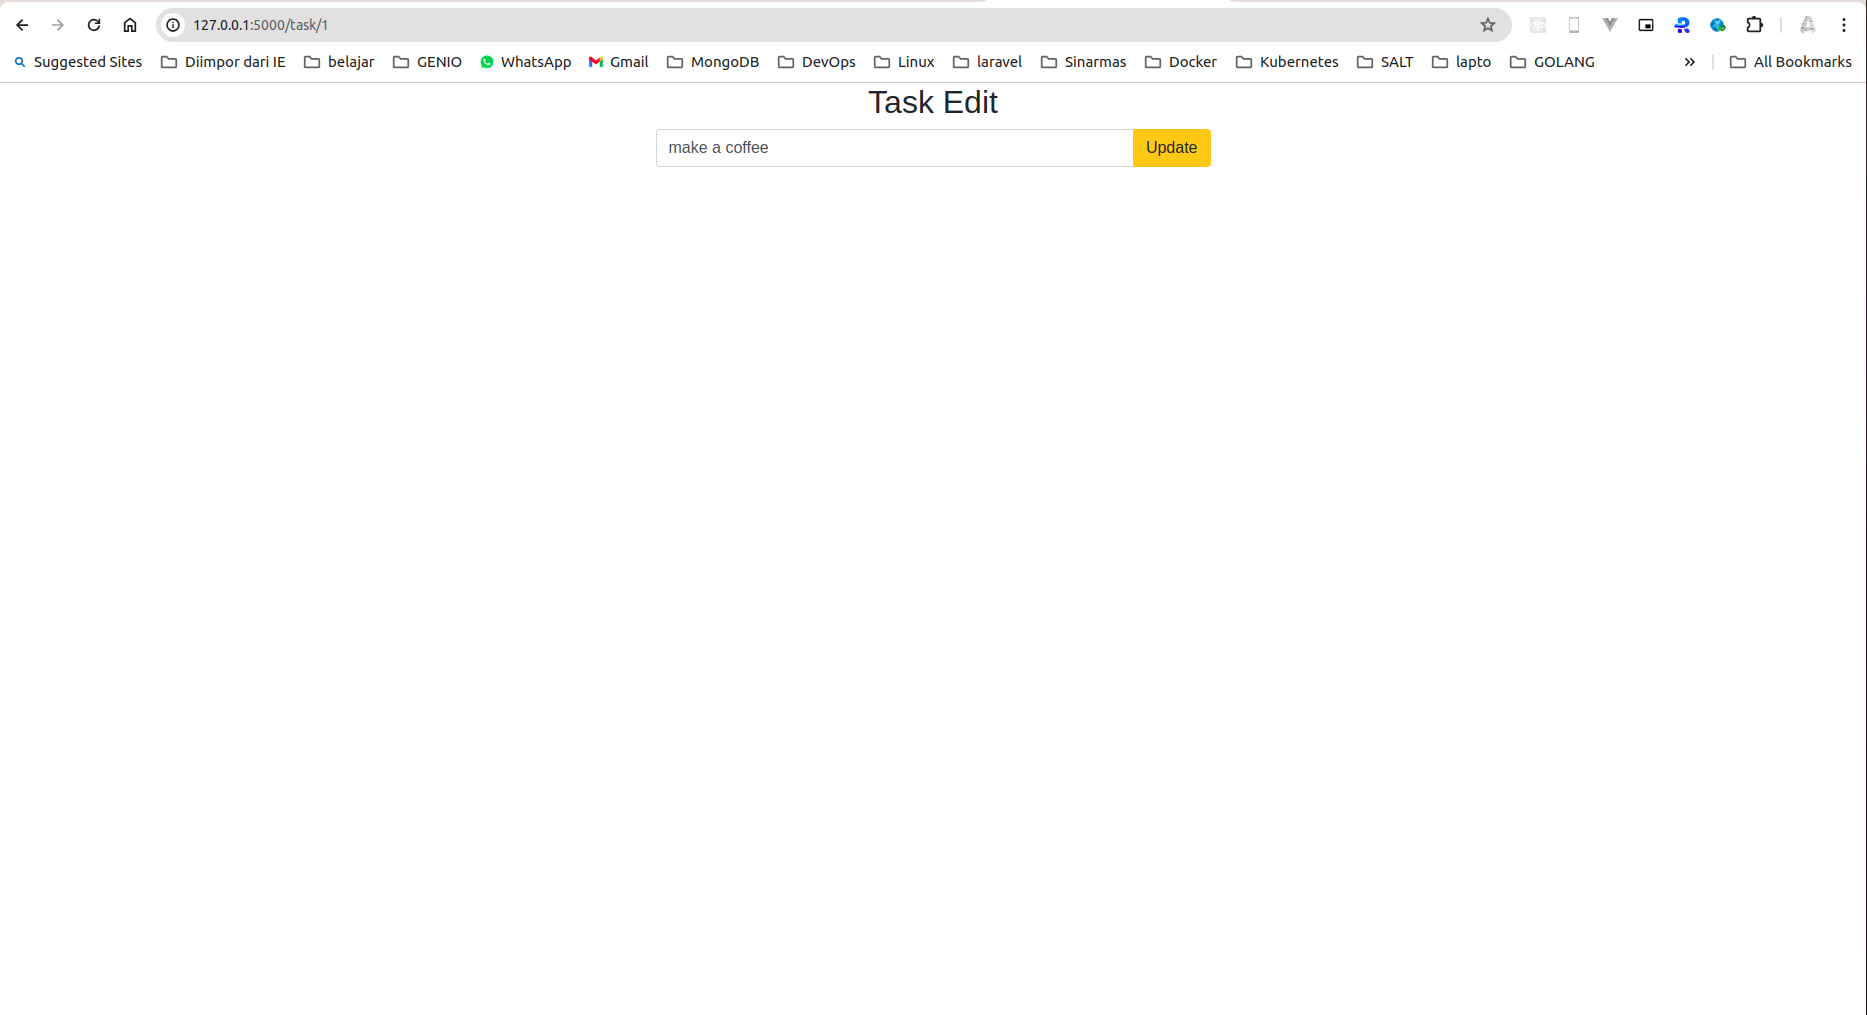 127.0.0.1:5000/task/1
Suggested Sites Diimpor dari IE belajar GENIO WhatsApp Gmail MongoDB DevOps Linux laravel Sinarmas Docker Kubernetes SALT lapto GOLANG » All Bookmarks
Task Edit
make a coffee Update